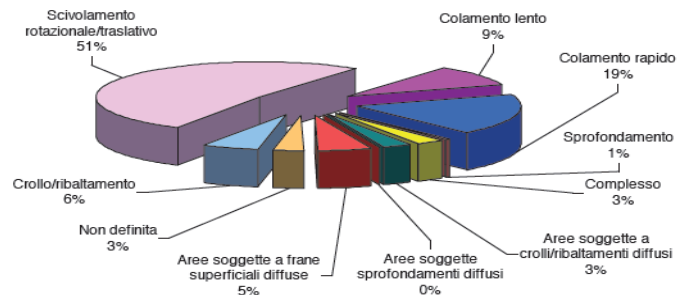 Scivolamento
rotazionale/traslativo
51%
Colamento lento
9%
Colamento rapido
19%
Sprofondamento
1%
Complesso
3%
Aree soggette a
crolli/ribaltamenti diffusi
3%
Aree soggette
sprofondamenti diffusi
0%
Aree soggette a frane
superficiali diffuse
5%
Non definita
3%
Crollo/ribaltamento
6%